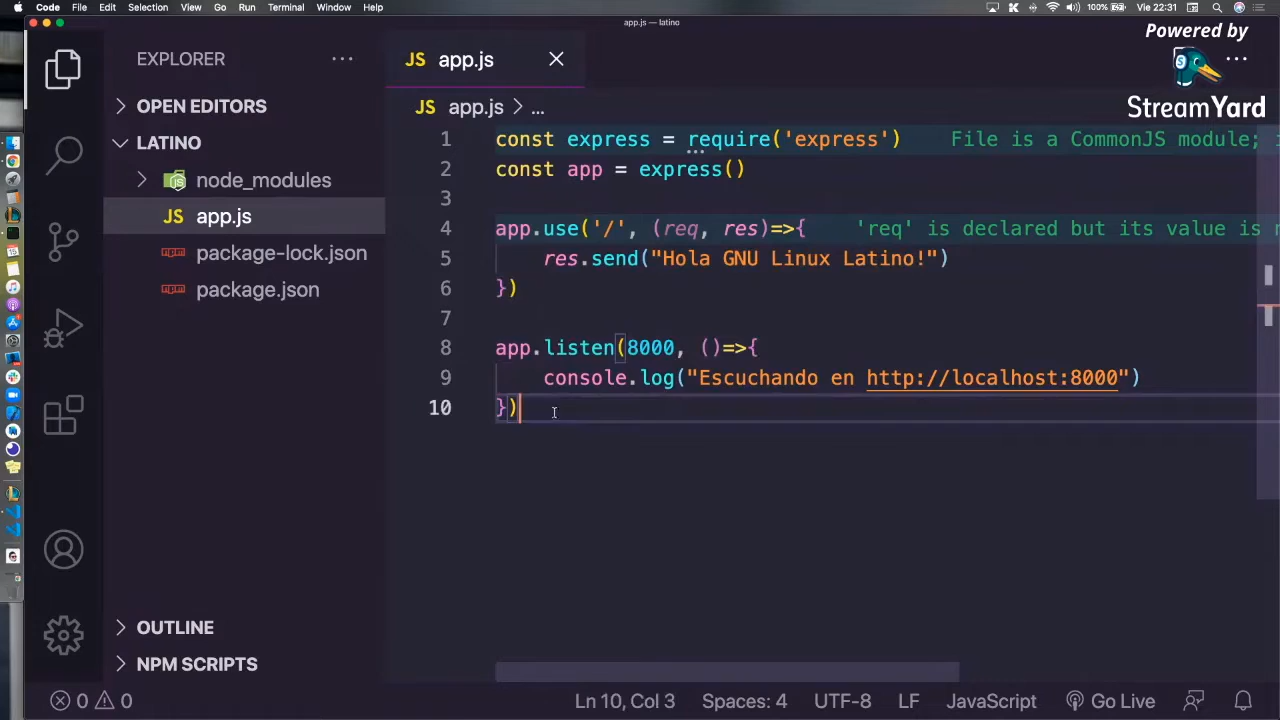 Code File Edit Selection View Go Run Terminal Window Help 100% Vie 22:31
app.js — latino
Powered by
StreamYard
EXPLORER
OPEN EDITORS
LATINO
node_modules
JS app.js
package-lock.json
package.json
OUTLINE
NPM SCRIPTS
JS app.js
JS app.js > ...
1 const express = require('express') File is a CommonJS module;
2 const app = express()
3
4 app.use('/', (req, res)=>{ 'req' is declared but its value is
5 res.send("Hola GNU Linux Latino!")
6 })
7
8 app.listen(8000, ()=>{
9 console.log("Escuchando en http://localhost:8000")
10 })
0 0 Ln 10, Col 3 Spaces: 4 UTF-8 LF JavaScript Go Live